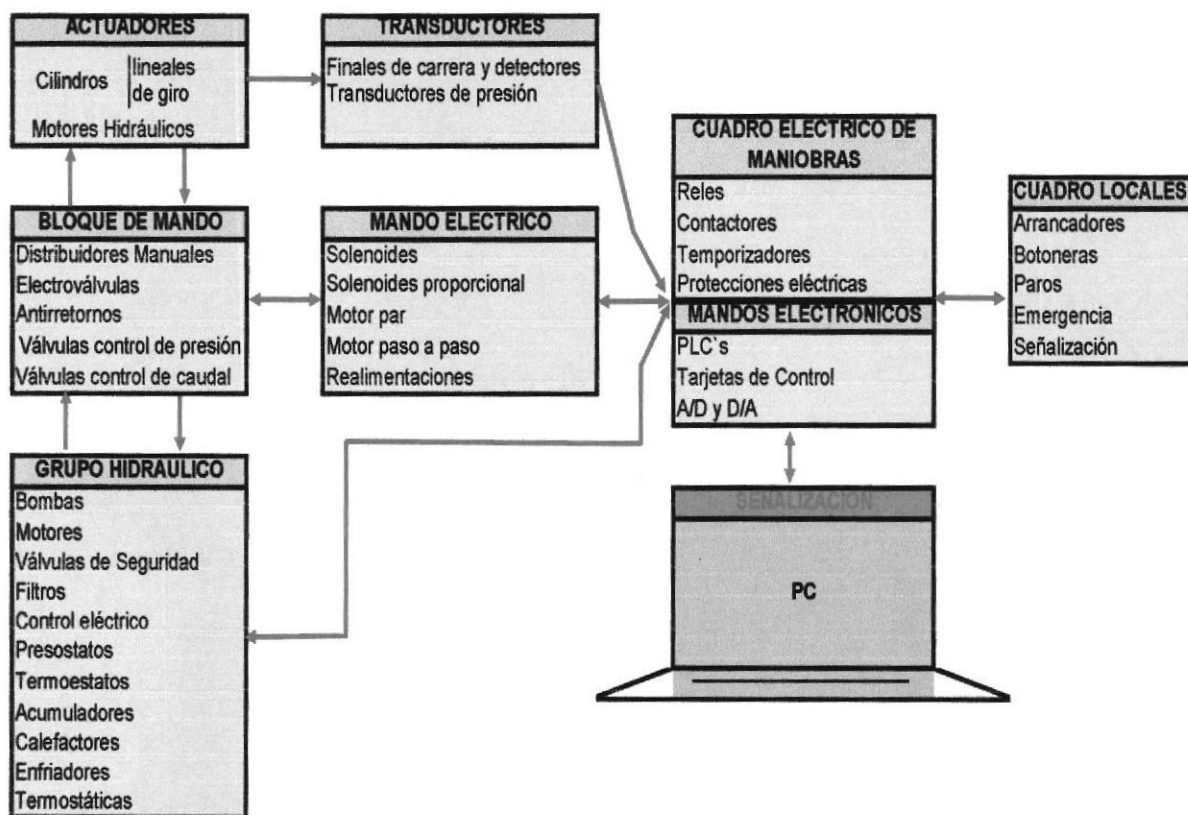 ACTUADORES
Cilindros
lineales
de giro
Motores Hidráulicos
TRANSDUCTORES
Finales de carrera y detectores
Transductores de presión
BLOQUE DE MANDO
Distribuidores Manuales
Electroválvulas
Antirretornos
Válvulas control de presión
Válvulas control de caudal
MANDO ELECTRICO
Solenoides
Solenoides proporcional
Motor par
Motor paso a paso
Realimentaciones
CUADRO ELECTRICO DE
MANIOBRAS
Reles
Contactores
Temporizadores
Protecciones eléctricas
MANDOS ELECTRONICOS
PLC`s
Tarjetas de Control
A/D y D/A
CUADRO LOCALES
Arrancadores
Botoneras
Paros
Emergencia
Señalización
GRUPO HIDRAULICO
Bombas
Motores
Válvulas de Seguridad
Filtros
Control eléctrico
Presostatos
Termoestatos
Acumuladores
Calefactores
Enfriadores
Termostáticas
SEÑALIZACION
PC